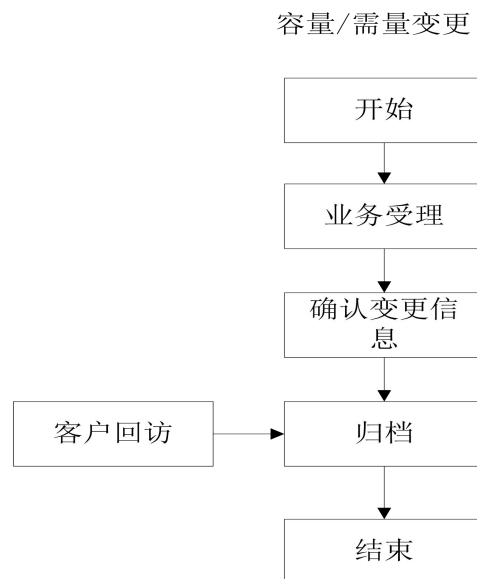 容量/需量变更
开始
业务受理
确认变更信
息
客户回访
归档
结束